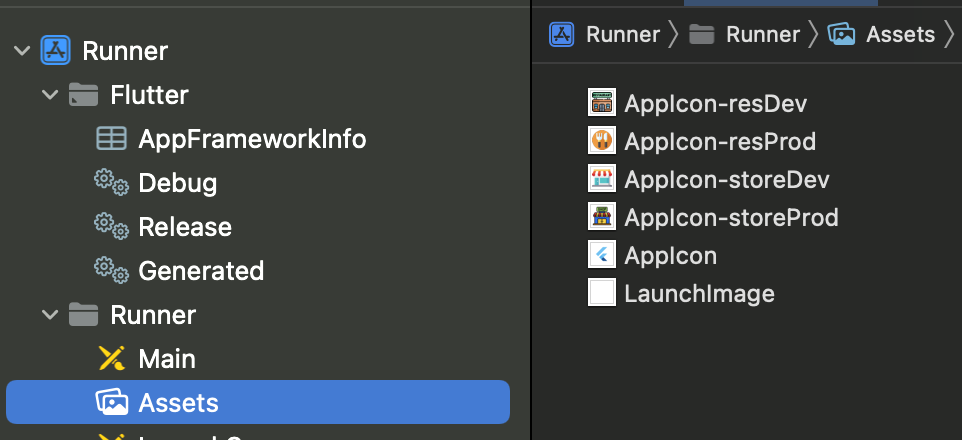 Runner
Flutter
AppFrameworkInfo
Debug
Release
Generated
Runner
Main
Assets
Runner Runner Assets
AppIcon-resDev
AppIcon-resProd
AppIcon-storeDev
AppIcon-storeProd
AppIcon
LaunchImage